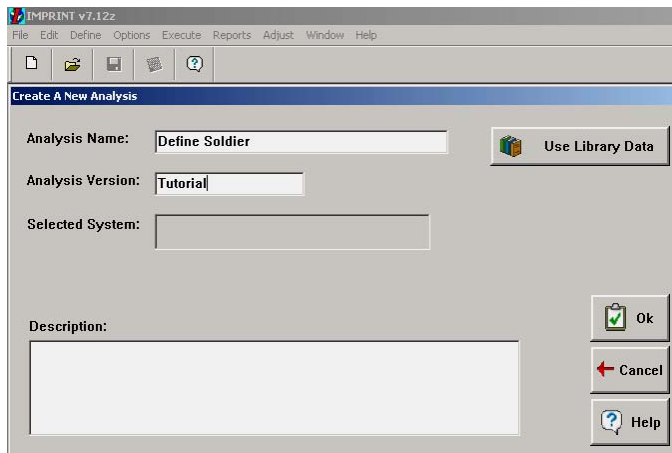 IMPRINT v7.12z
File Edit Define Options Execute Reports Adjust Window Help
Create A New Analysis
Analysis Name: Define Soldier
Use Library Data
Analysis Version: Tutorial
Selected System:
Description:
Ok
Cancel
Help